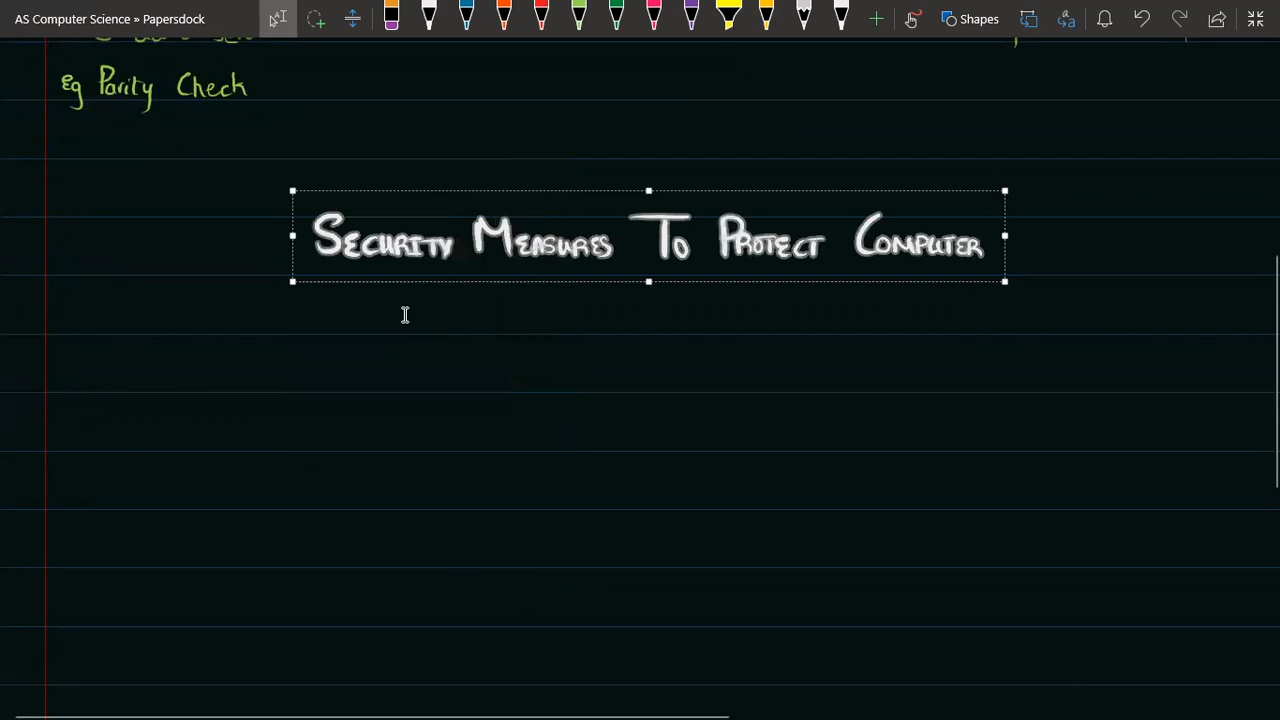 AS Computer Science » Papersdock
Shapes
eg Parity Check
SECURITY MEASURES TO PROTECT COMPUTER